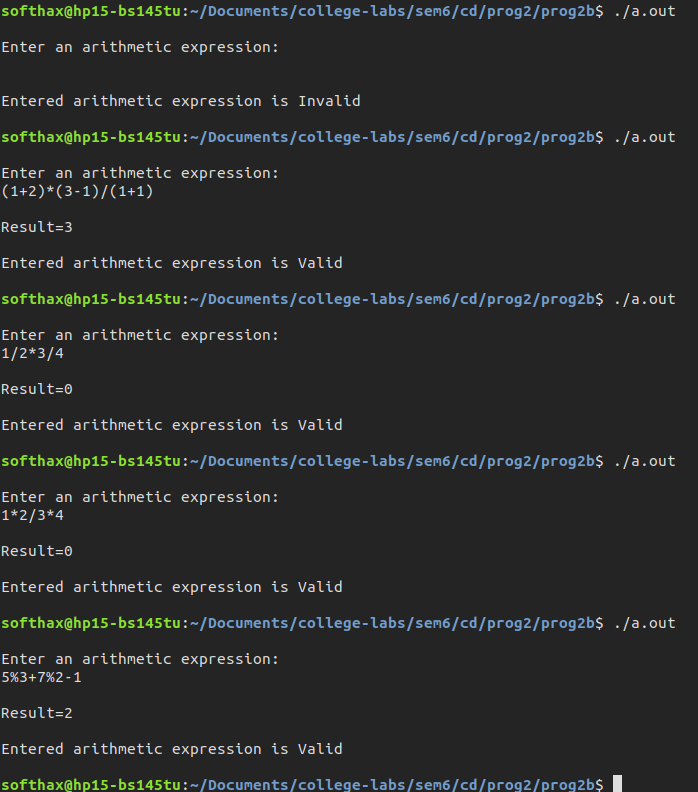 softhax@hp15-bs145tu:~/Documents/college-labs/sem6/cd/prog2/prog2b$ ./a.out
Enter an arithmetic expression:
Entered arithmetic expression is Invalid
softhax@hp15-bs145tu:~/Documents/college-labs/sem6/cd/prog2/prog2b$ ./a.out
Enter an arithmetic expression:
(1+2)*(3-1)/(1+1)
Result=3
Entered arithmetic expression is Valid
softhax@hp15-bs145tu:~/Documents/college-labs/sem6/cd/prog2/prog2b$ ./a.out
Enter an arithmetic expression:
1/2*3/4
Result=0
Entered arithmetic expression is Valid
softhax@hp15-bs145tu:~/Documents/college-labs/sem6/cd/prog2/prog2b$ ./a.out
Enter an arithmetic expression:
1*2/3*4
Result=0
Entered arithmetic expression is Valid
softhax@hp15-bs145tu:~/Documents/college-labs/sem6/cd/prog2/prog2b$ ./a.out
Enter an arithmetic expression:
5%3+7%2-1
Result=2
Entered arithmetic expression is Valid
softhax@hp15-bs145tu:~/Documents/college-labs/sem6/cd/prog2/prog2b$